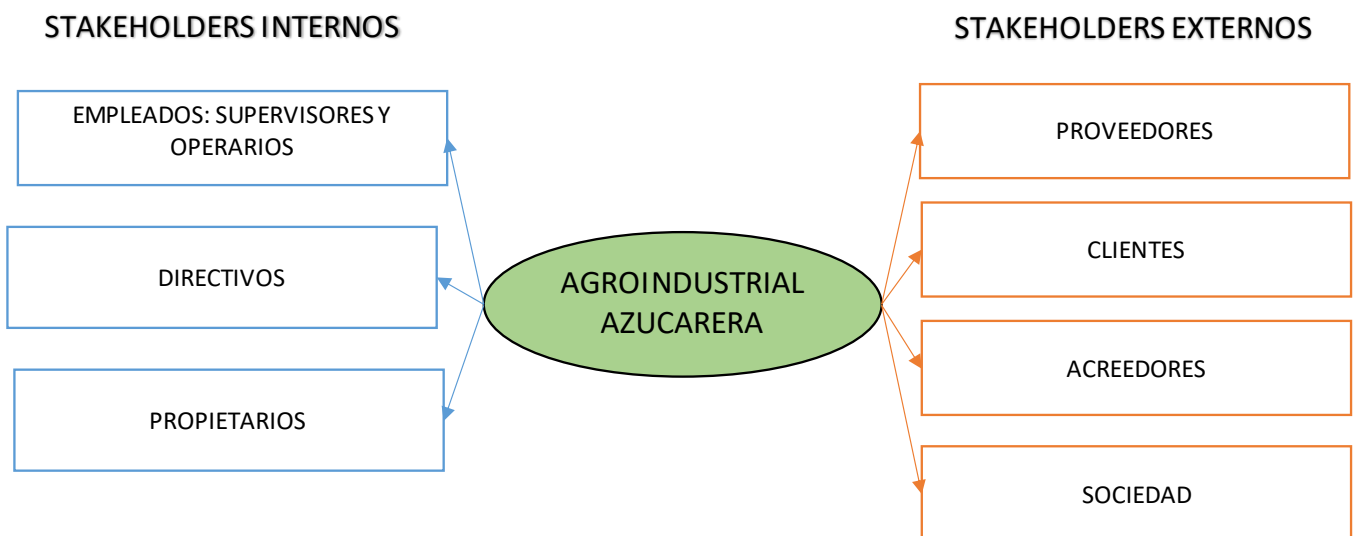 STAKEHOLDERS INTERNOS
EMPLEADOS: SUPERVISORES Y
OPERARIOS
DIRECTIVOS
PROPIETARIOS
AGROINDUSTRIAL
AZUCARERA
STAKEHOLDERS EXTERNOS
PROVEEDORES
CLIENTES
ACREEDORES
SOCIEDAD